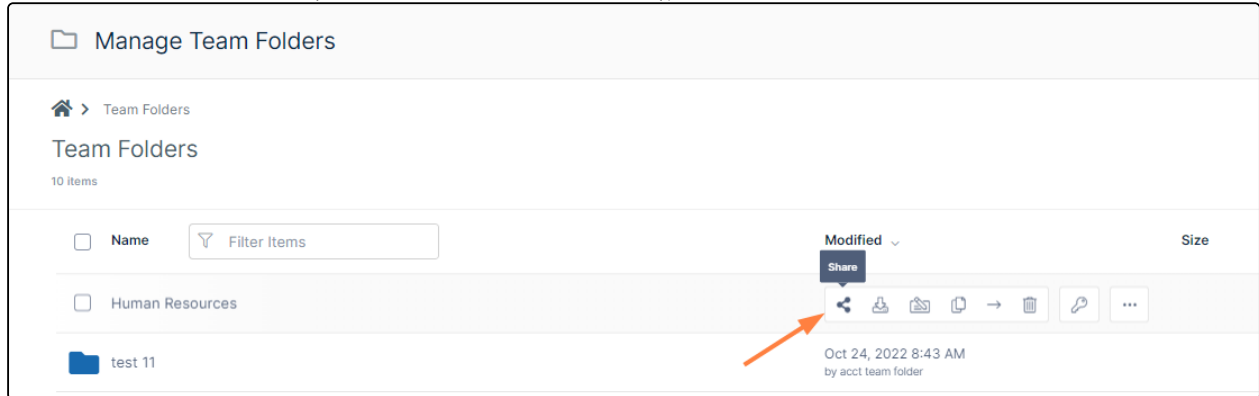 Manage Team Folders
Team Folders
Team Folders
10 items
Name
Filter Items
Modified
Size
Share
Human Resources
test 11
Oct 24, 2022 8:43 AM
by acct team folder